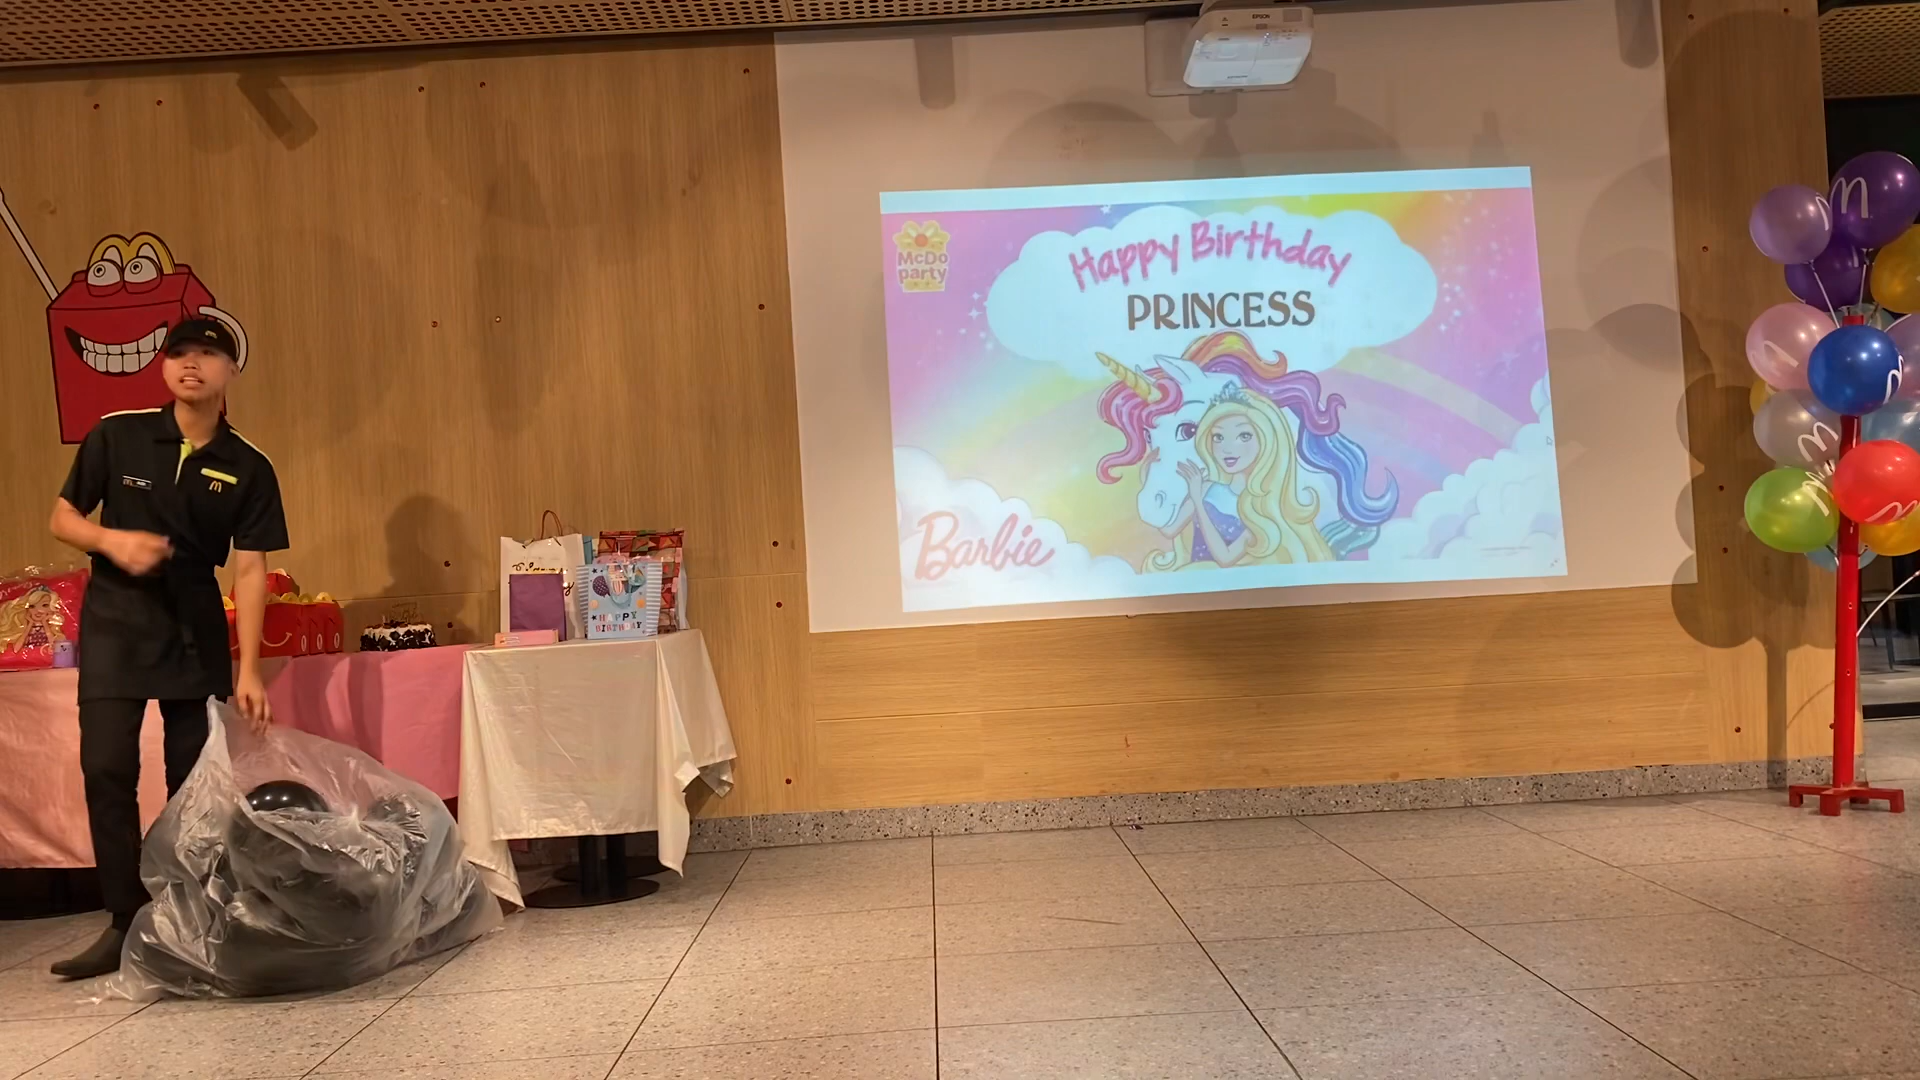 EPSON
McDo
party
Happy Birthday
PRINCESS
Barbie
HAPPY
BIRTHDAY